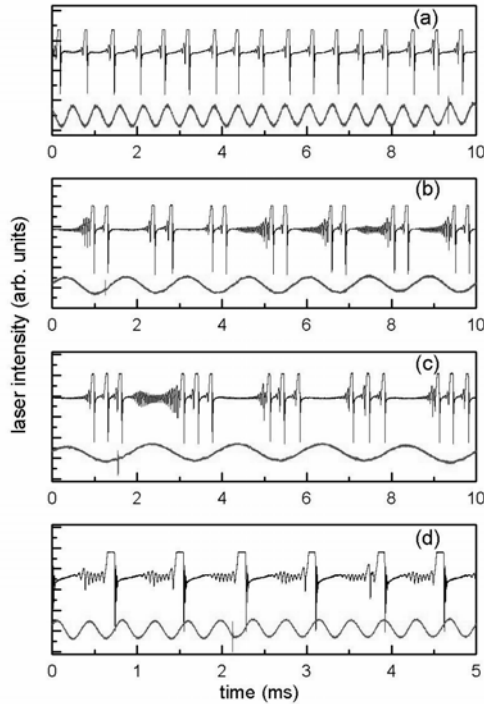 (a)
0 2 4 6 8 10
(b)
0 2 4 6 8 10
(c)
0 2 4 6 8 10
(d)
0 1 2 3 4 5
time (ms)
laser intensity (arb. units)